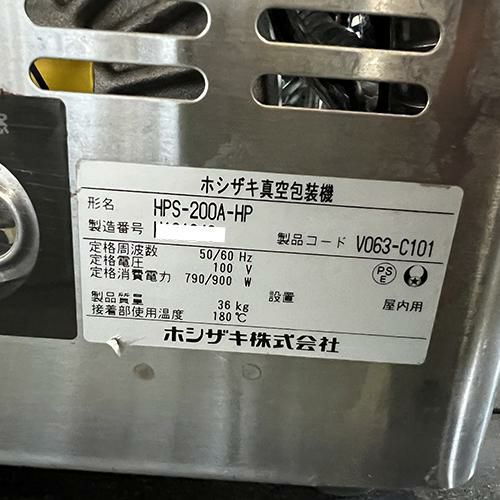 ホシザキ真空包装機
形名 HPS-200A-HP
製造番号
製品コード V063-C101
定格周波数 50/60 Hz
定格電圧 100 V
定格消費電力 790/900 W
PS
E
製品質量 36 kg 設置 屋内用
接着部使用温度 180℃
ホシザキ株式会社